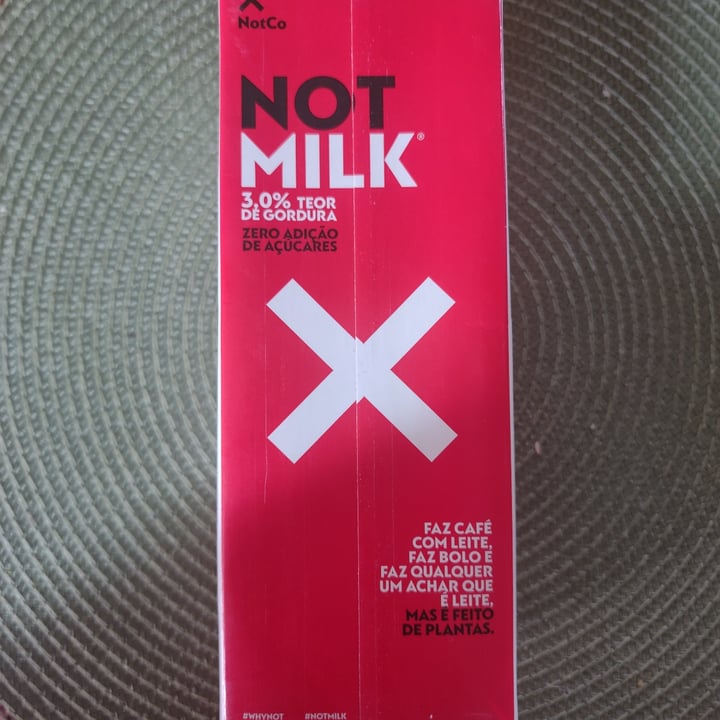 NotCo
NOT
MILK®
3,0% TEOR
DE GORDURA
ZERO ADIÇÃO
DE AÇÚCARES
FAZ CAFÉ
COM LEITE,
FAZ BOLO E
FAZ QUALQUER
UM ACHAR QUE
É LEITE,
MAS É FEITO
DE PLANTAS.
#WHYNOT #NOTMILK